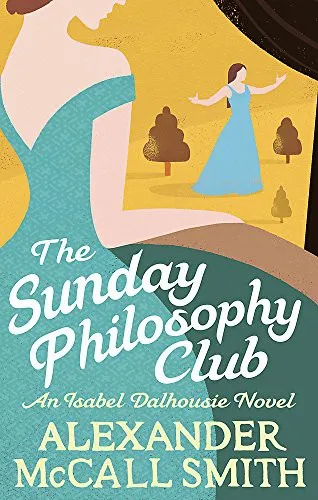 The
Sunday
Philosophy
Club
An Isabel Dalhousie Novel
ALEXANDER
McCALL SMITH